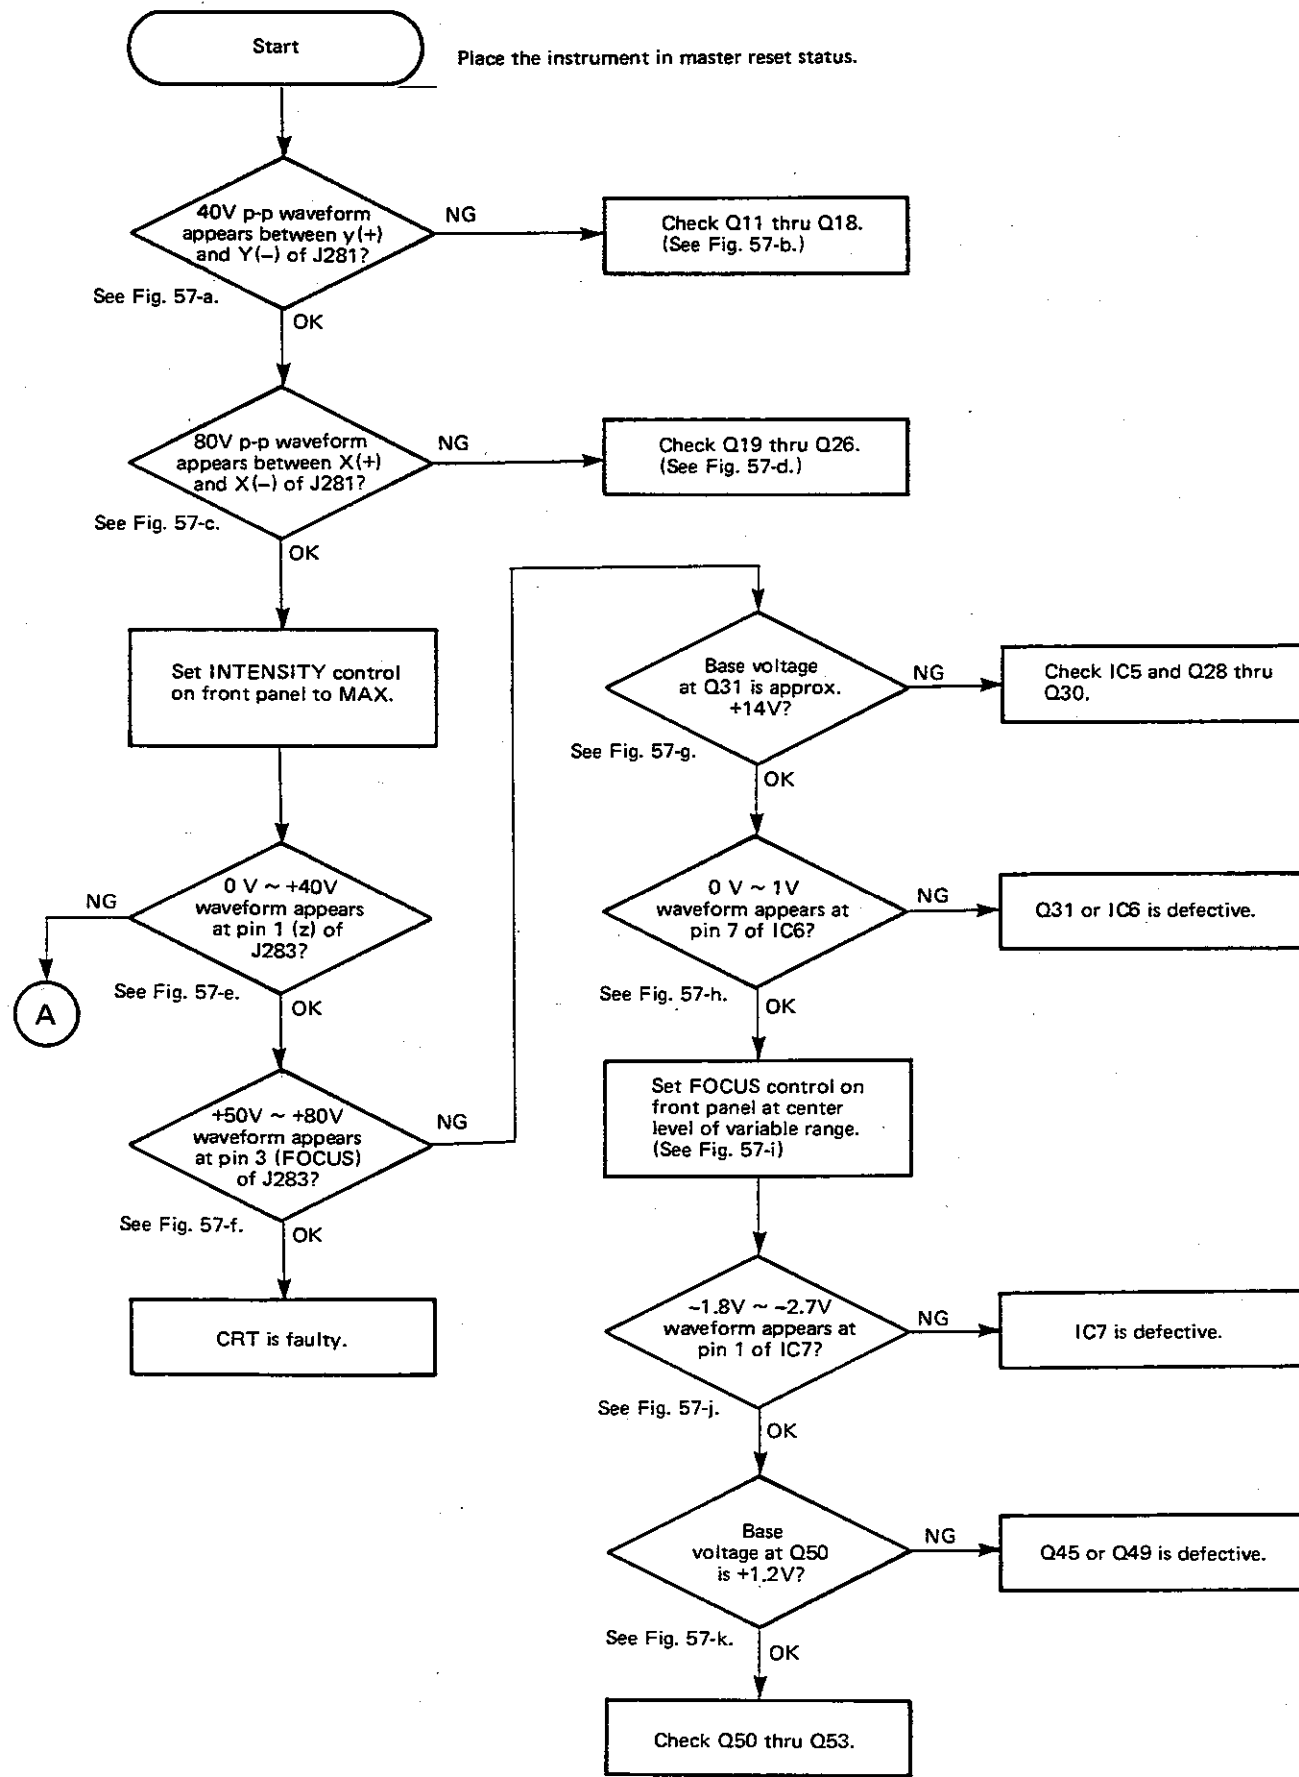 Start
Place the instrument in master reset status.
40V p-p waveform
appears between y(+)
and Y(−) of J281?
NG
Check Q11 thru Q18.
(See Fig. 57-b.)
See Fig. 57-a.
OK
80V p-p waveform
appears between X(+)
and X(−) of J281?
NG
Check Q19 thru Q26.
(See Fig. 57-d.)
See Fig. 57-c.
OK
Set INTENSITY control
on front panel to MAX.
0 V ~ +40V
waveform appears
at pin 1 (z) of
J283?
NG
A
See Fig. 57-e.
OK
+50V ~ +80V
waveform appears
at pin 3 (FOCUS)
of J283?
NG
See Fig. 57-f.
OK
CRT is faulty.
Base voltage
at Q31 is approx.
+14V?
NG
Check IC5 and Q28 thru
Q30.
See Fig. 57-g.
OK
0 V ~ 1V
waveform appears at
pin 7 of IC6?
NG
Q31 or IC6 is defective.
See Fig. 57-h.
OK
Set FOCUS control on
front panel at center
level of variable range.
(See Fig. 57-i)
−1.8V ~ −2.7V
waveform appears at
pin 1 of IC7?
NG
IC7 is defective.
See Fig. 57-j.
OK
Base
voltage at Q50
is +1.2V?
NG
Q45 or Q49 is defective.
See Fig. 57-k.
OK
Check Q50 thru Q53.